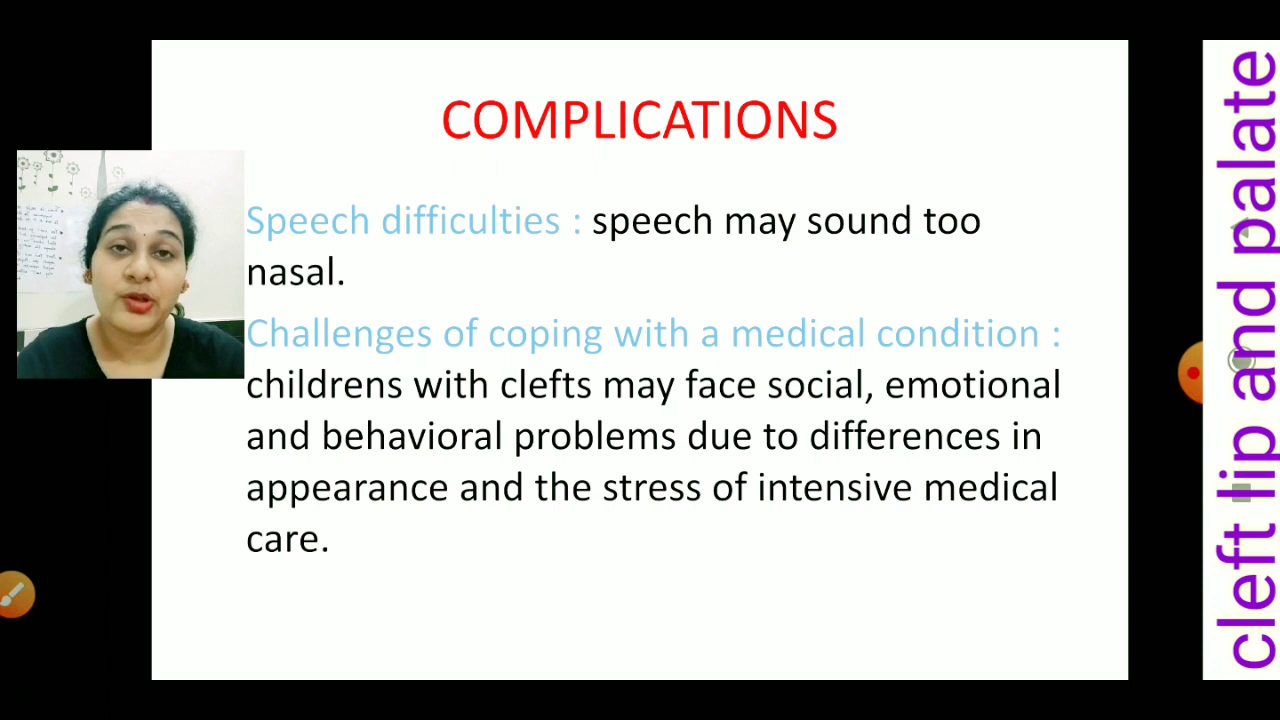 COMPLICATIONS
Speech difficulties : speech may sound too
nasal.
Challenges of coping with a medical condition :
childrens with clefts may face social, emotional
and behavioral problems due to differences in
appearance and the stress of intensive medical
care.
cleft lip and palate